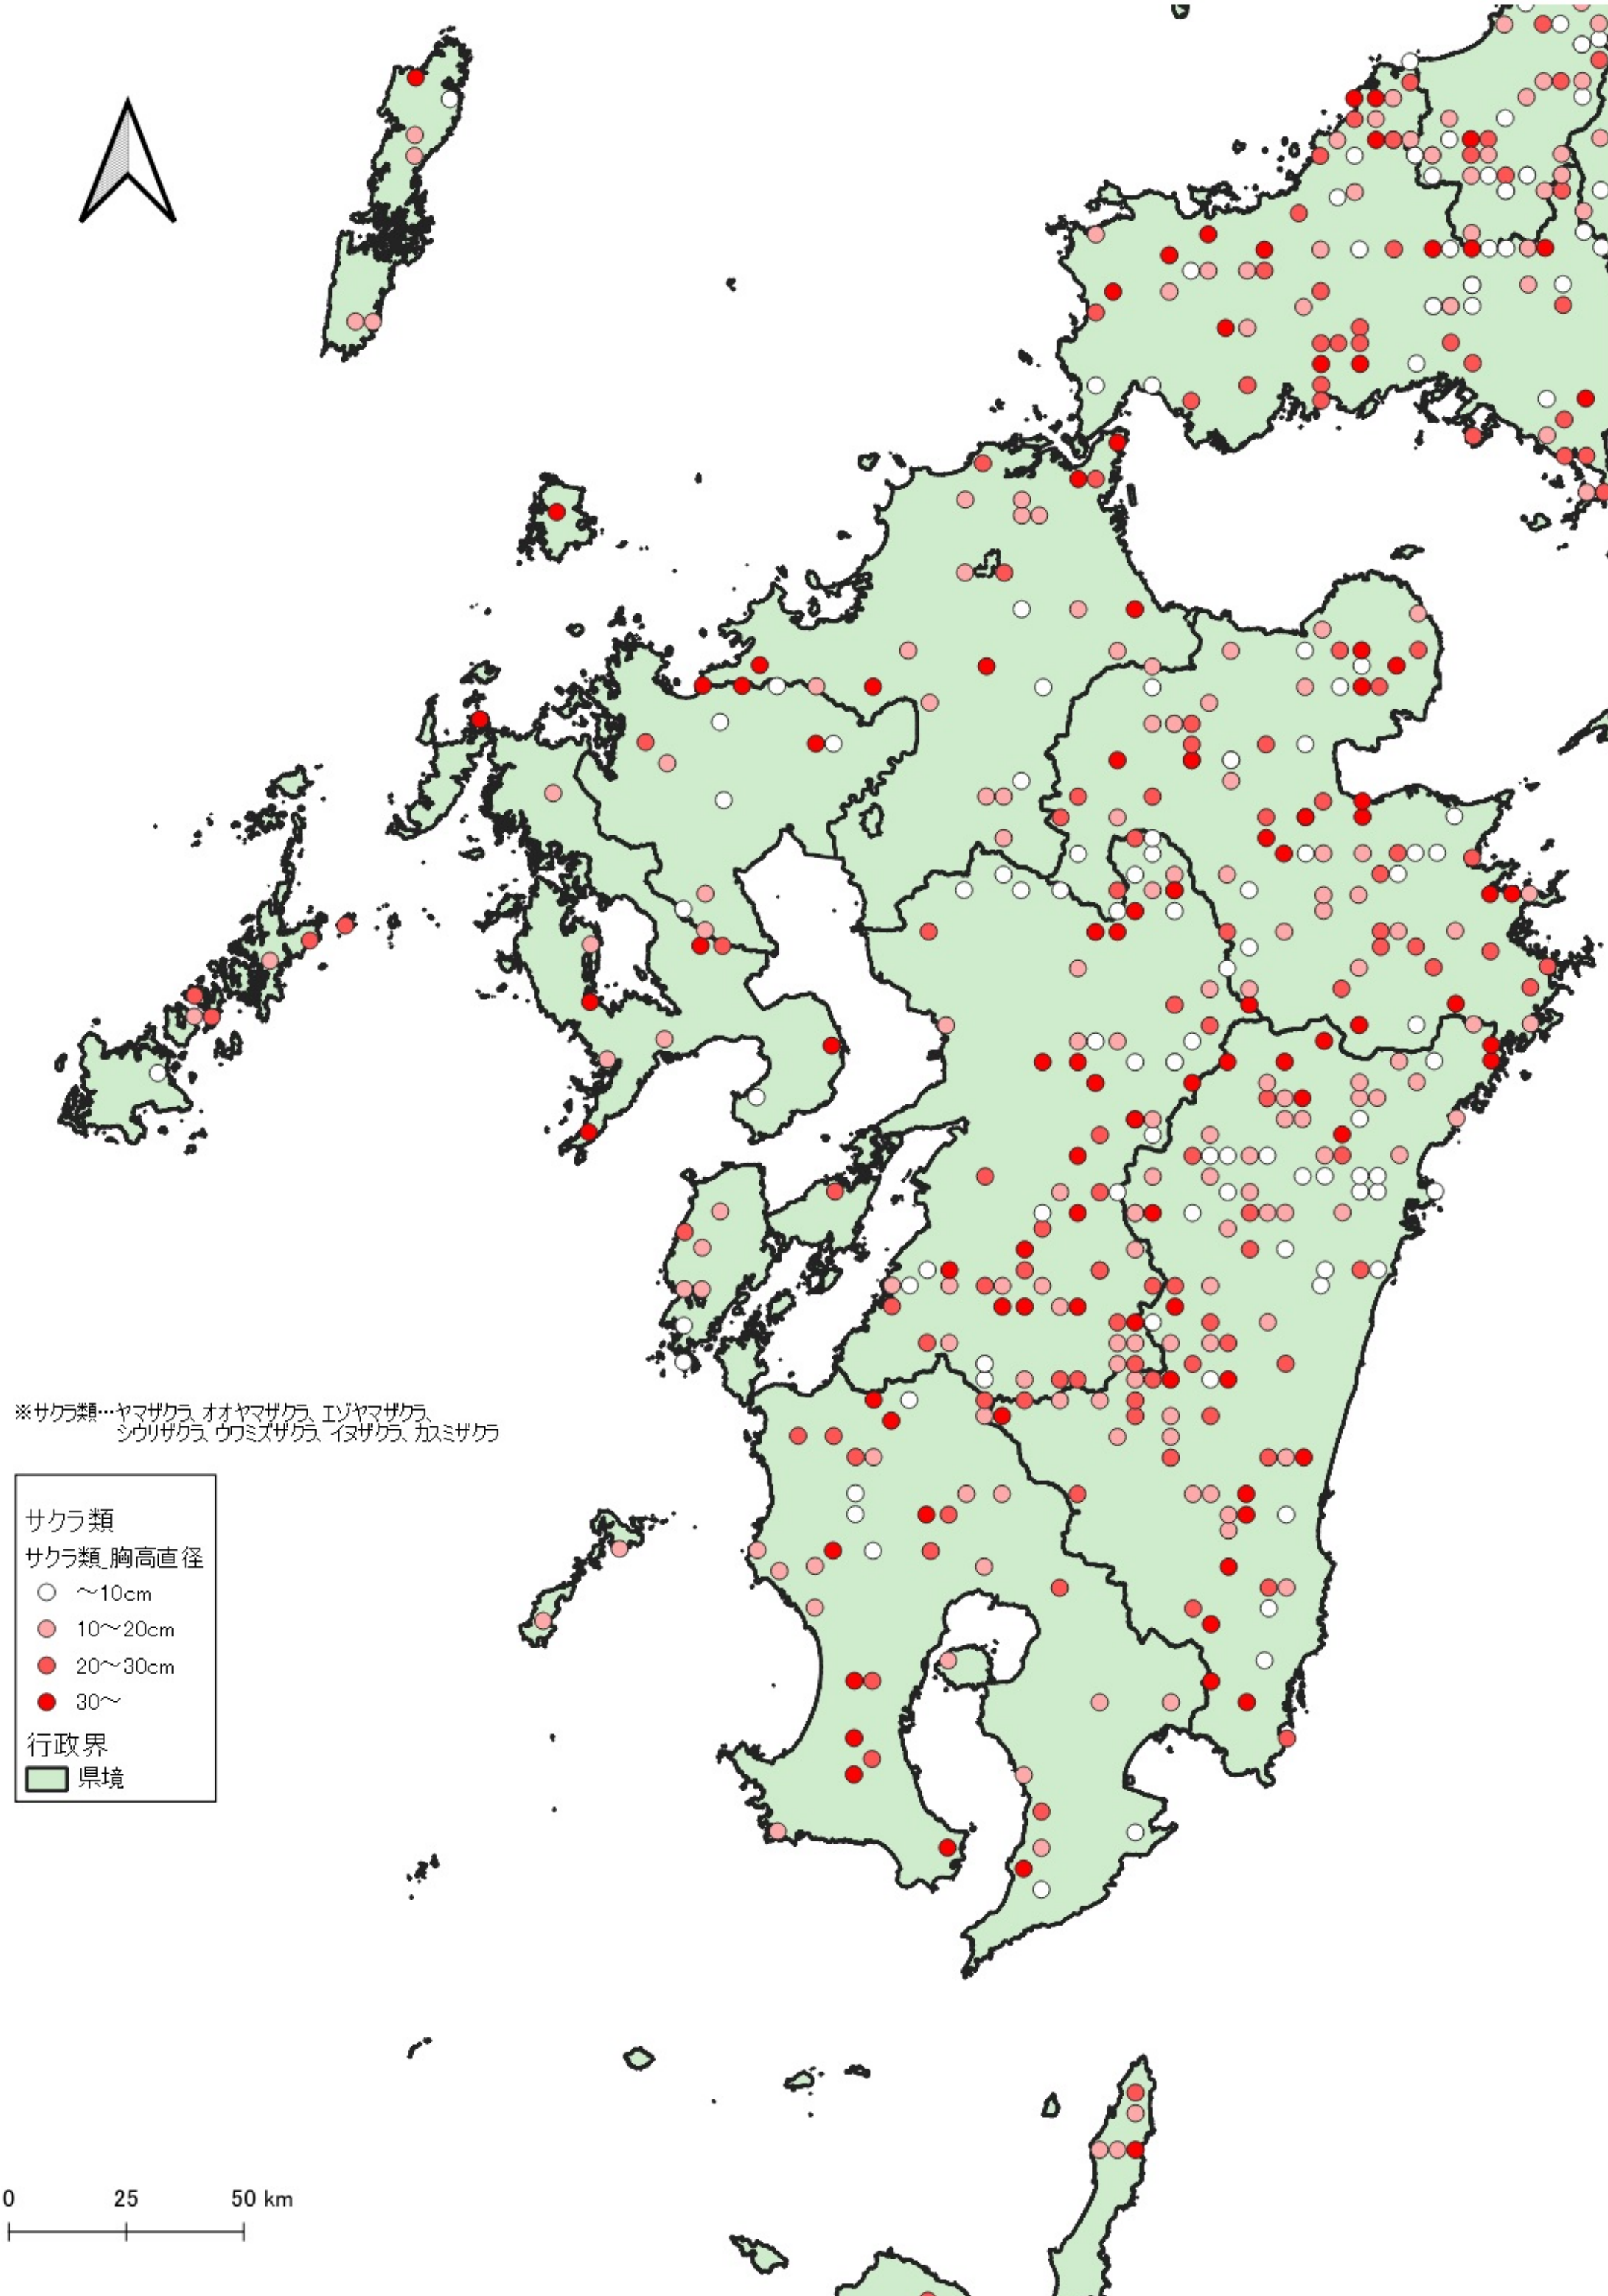 ※サクラ類…ヤマザクラ、オオヤマザクラ、エゾヤマザクラ、
シウリザクラ、ウワミズザクラ、イヌザクラ、カスミザクラ
サクラ類
サクラ類_胸高直径
～10cm
10～20cm
20～30cm
30～
行政界
県境
0 25 50 km